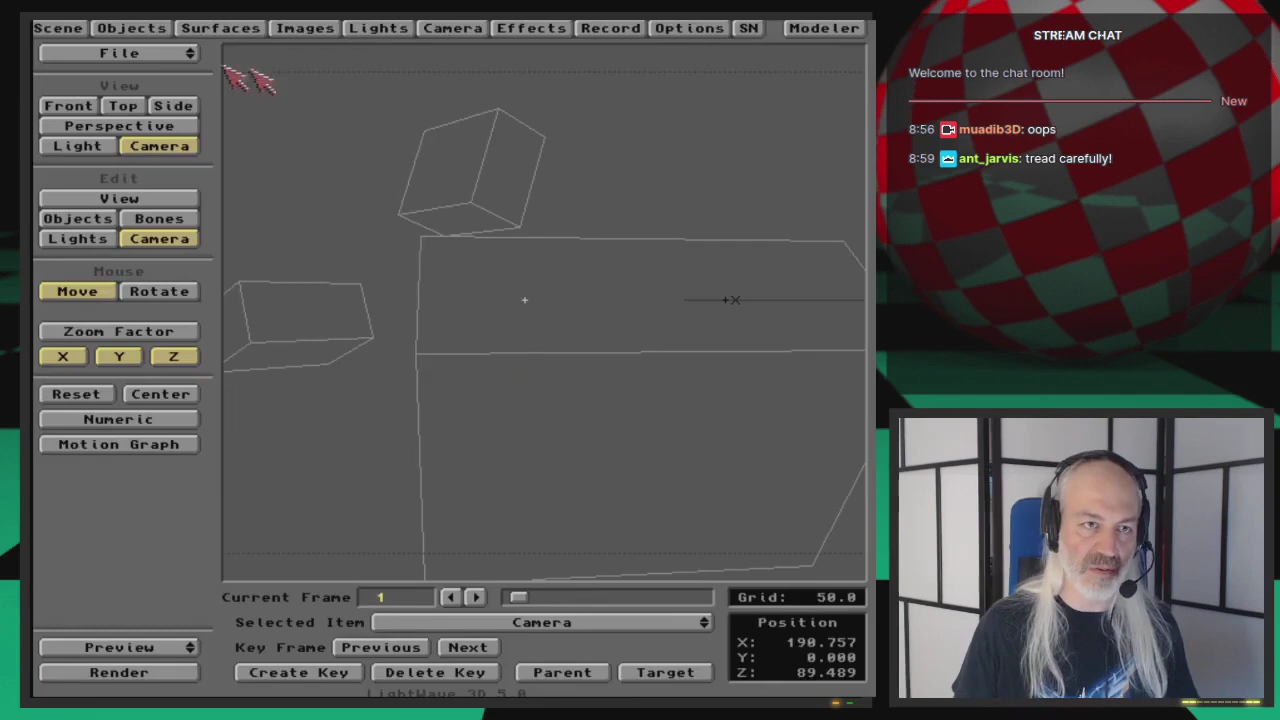 Scene Objects Surfaces Images Lights Camera Effects Record Options SN Modeler
File
View
Front Top Side
Perspective
Light Camera
Edit
View
Objects Bones
Lights Camera
Mouse
Move Rotate
Zoom Factor
X Y Z
Reset Center
Numeric
Motion Graph
Preview
Render
X
Current Frame 1
Selected Item Camera
Key Frame Previous Next
Create Key Delete Key Parent Target
LightWave 3D 5.0
Grid: 50.0
Position
X: 190.757
Y: 0.000
Z: 89.489
STREAM CHAT
Welcome to the chat room!
New
8:56 muadib3D: oops
8:59 ant_jarvis: tread carefully!